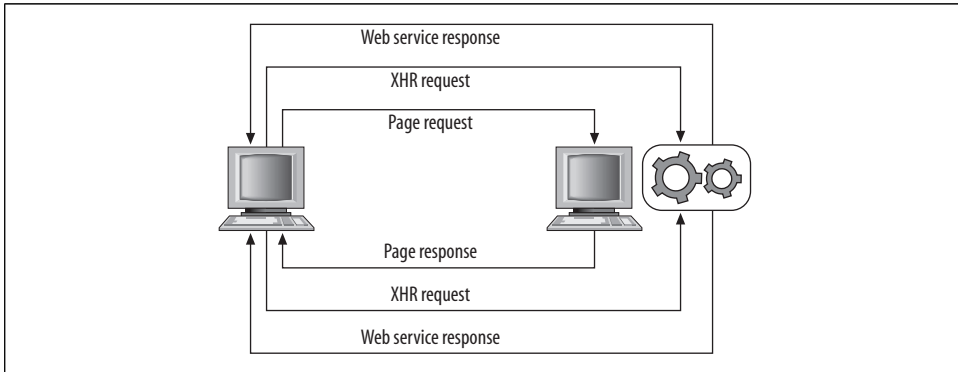 Web service response
XHR request
Page request
Page response
XHR request
Web service response